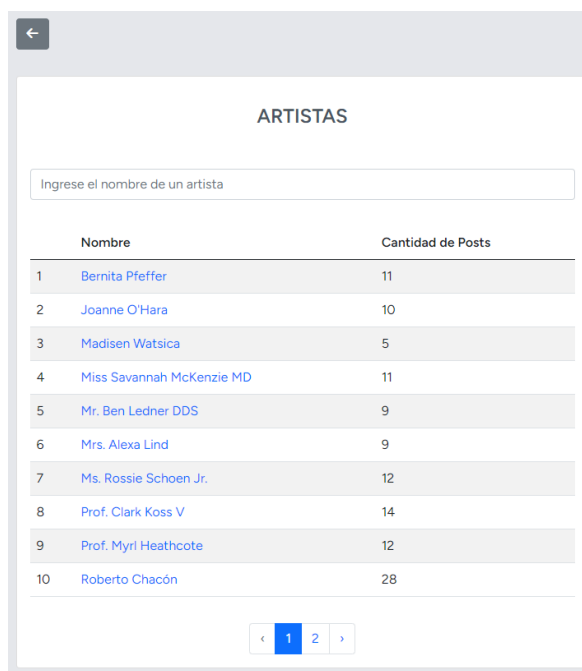 ARTISTAS
Ingrese el nombre de un artista
Nombre Cantidad de Posts
1 Bernita Pfeffer 11
2 Joanne O'Hara 10
3 Madisen Watsica 5
4 Miss Savannah McKenzie MD 11
5 Mr. Ben Ledner DDS 9
6 Mrs. Alexa Lind 9
7 Ms. Rossie Schoen Jr. 12
8 Prof. Clark Koss V 14
9 Prof. Myrl Heathcote 12
10 Roberto Chacón 28
‹ 1 2 ›